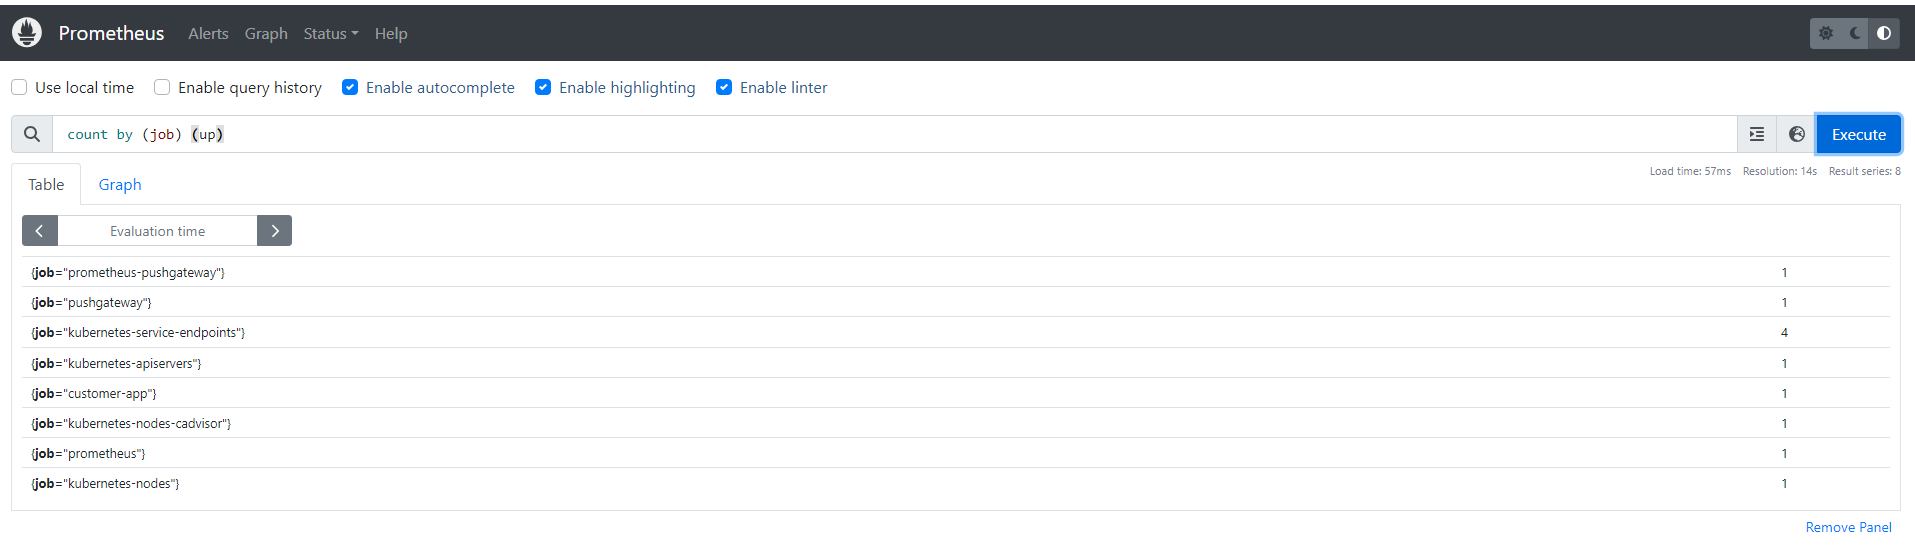 Prometheus Alerts Graph Status Help
Use local time Enable query history Enable autocomplete Enable highlighting Enable linter
count by (job) (up) Execute
Table Graph Load time: 57ms Resolution: 14s Result series: 8
Evaluation time
{job="prometheus-pushgateway"} 1
{job="pushgateway"} 1
{job="kubernetes-service-endpoints"} 4
{job="kubernetes-apiservers"} 1
{job="customer-app"} 1
{job="kubernetes-nodes-cadvisor"} 1
{job="prometheus"} 1
{job="kubernetes-nodes"} 1
Remove Panel